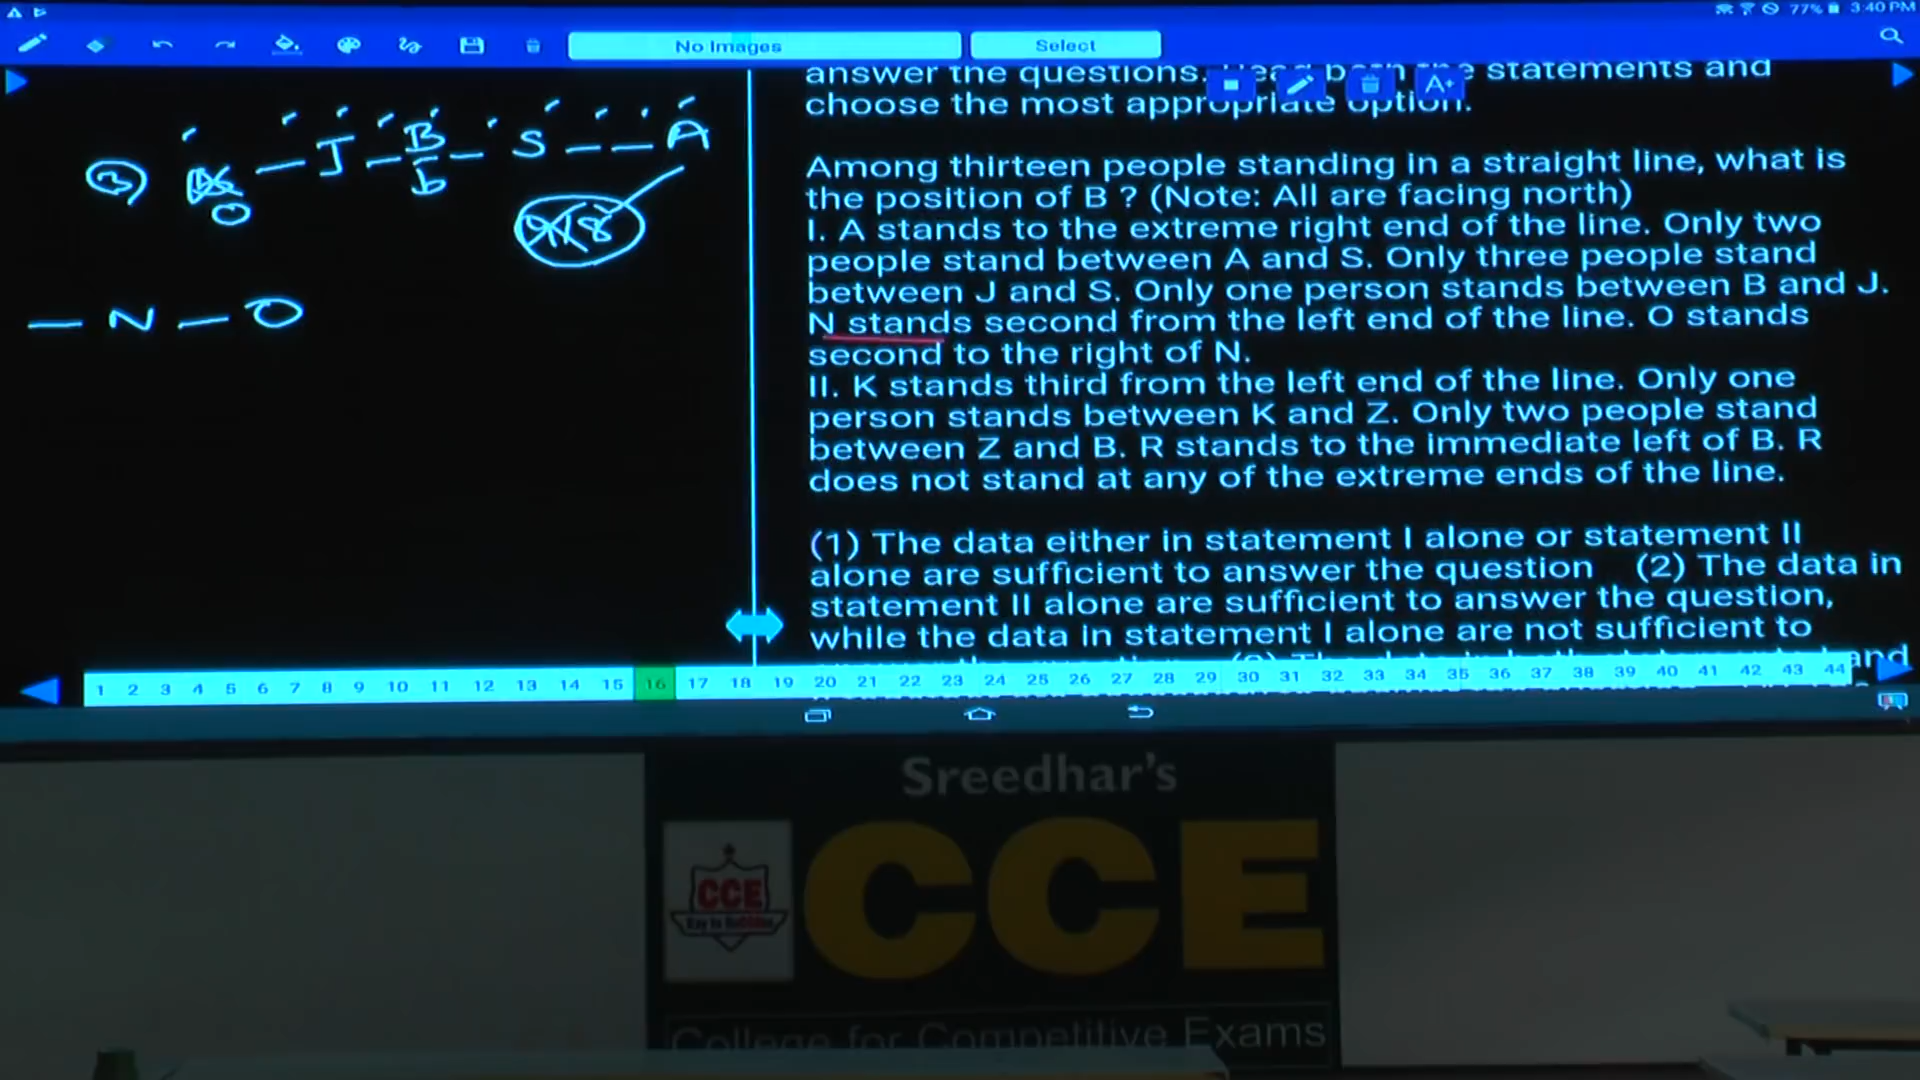 77% 3:40 PM
No Images Select
answer the questions. Read both the statements and
choose the most appropriate option.
A+
Among thirteen people standing in a straight line, what is
the position of B ? (Note: All are facing north)
I. A stands to the extreme right end of the line. Only two
people stand between A and S. Only three people stand
between J and S. Only one person stands between B and J.
N stands second from the left end of the line. O stands
second to the right of N.
II. K stands third from the left end of the line. Only one
person stands between K and Z. Only two people stand
between Z and B. R stands to the immediate left of B. R
does not stand at any of the extreme ends of the line.
(1) The data either in statement I alone or statement II
alone are sufficient to answer the question (2) The data in
statement II alone are sufficient to answer the question,
while the data in statement I alone are not sufficient to
J B S A
b
O
N O
1 2 3 4 5 6 7 8 9 10 11 12 13 14 15 16 17 18 19 20 21 22 23 24 25 26 27 28 29 30 31 32 33 34 35 36 37 38 39 40 41 42 43 44
Sreedhar's
CCE
CCE
College for Competitive Exams